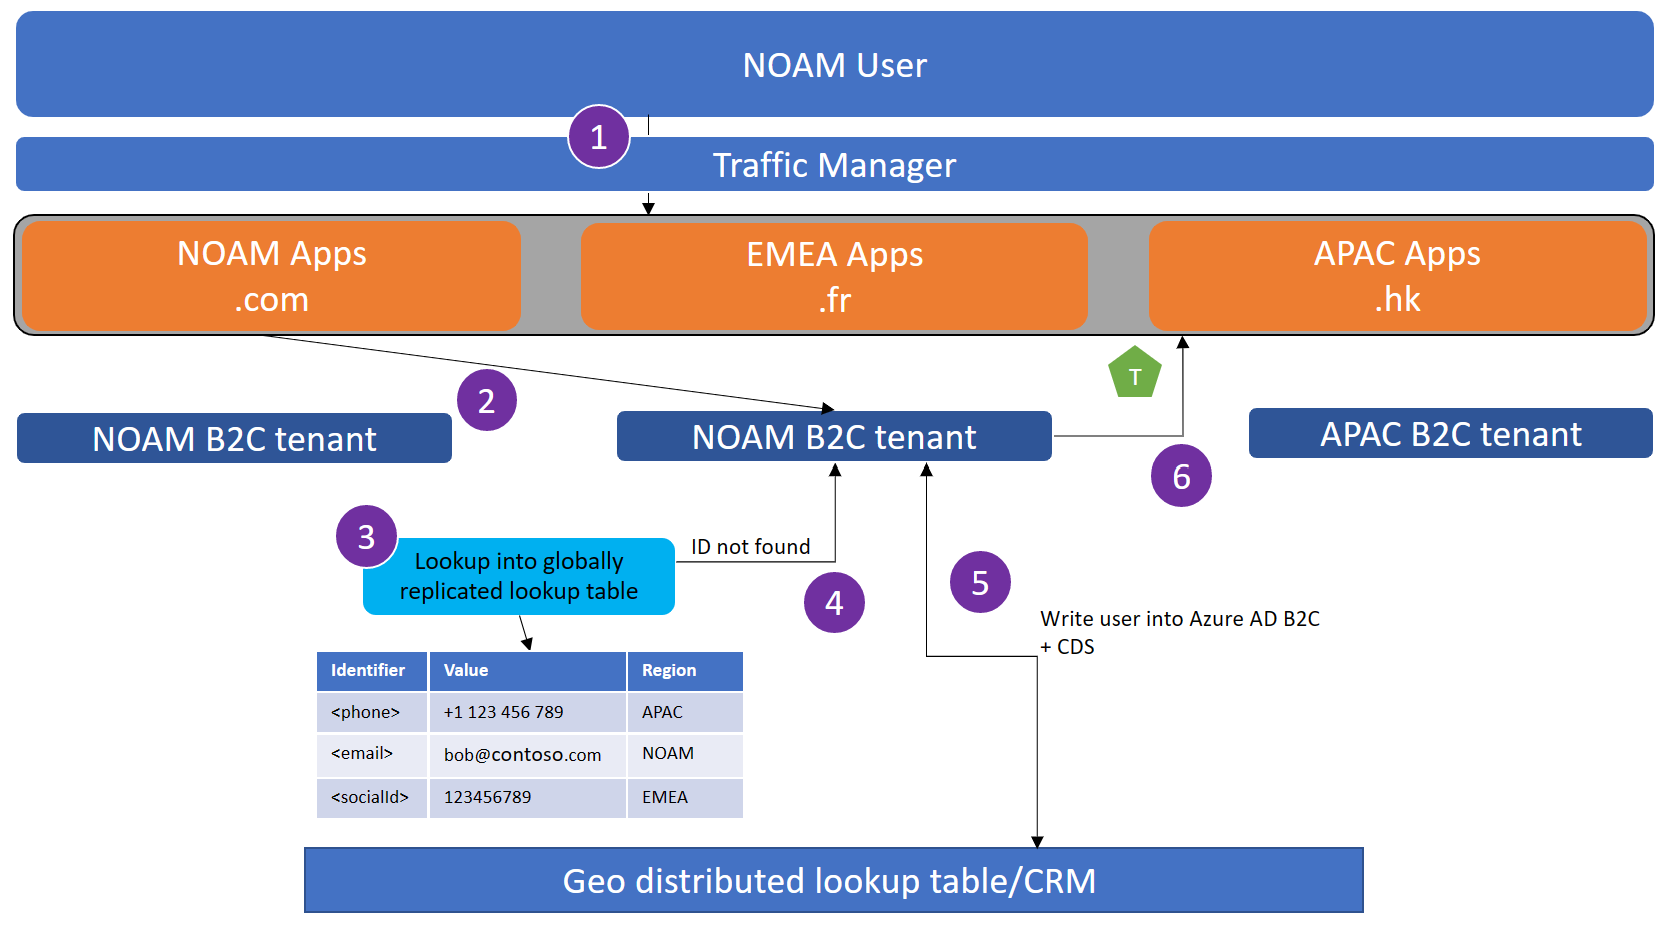 NOAM User
1
Traffic Manager
NOAM Apps
.com
EMEA Apps
.fr
APAC Apps
.hk
T
2
NOAM B2C tenant
NOAM B2C tenant
APAC B2C tenant
6
3
Lookup into globally
replicated lookup table
ID not found
4
5
Write user into Azure AD B2C
+ CDS
Identifier Value Region
<phone> +1 123 456 789 APAC
<email> bob@contoso.com NOAM
<socialId> 123456789 EMEA
Geo distributed lookup table/CRM